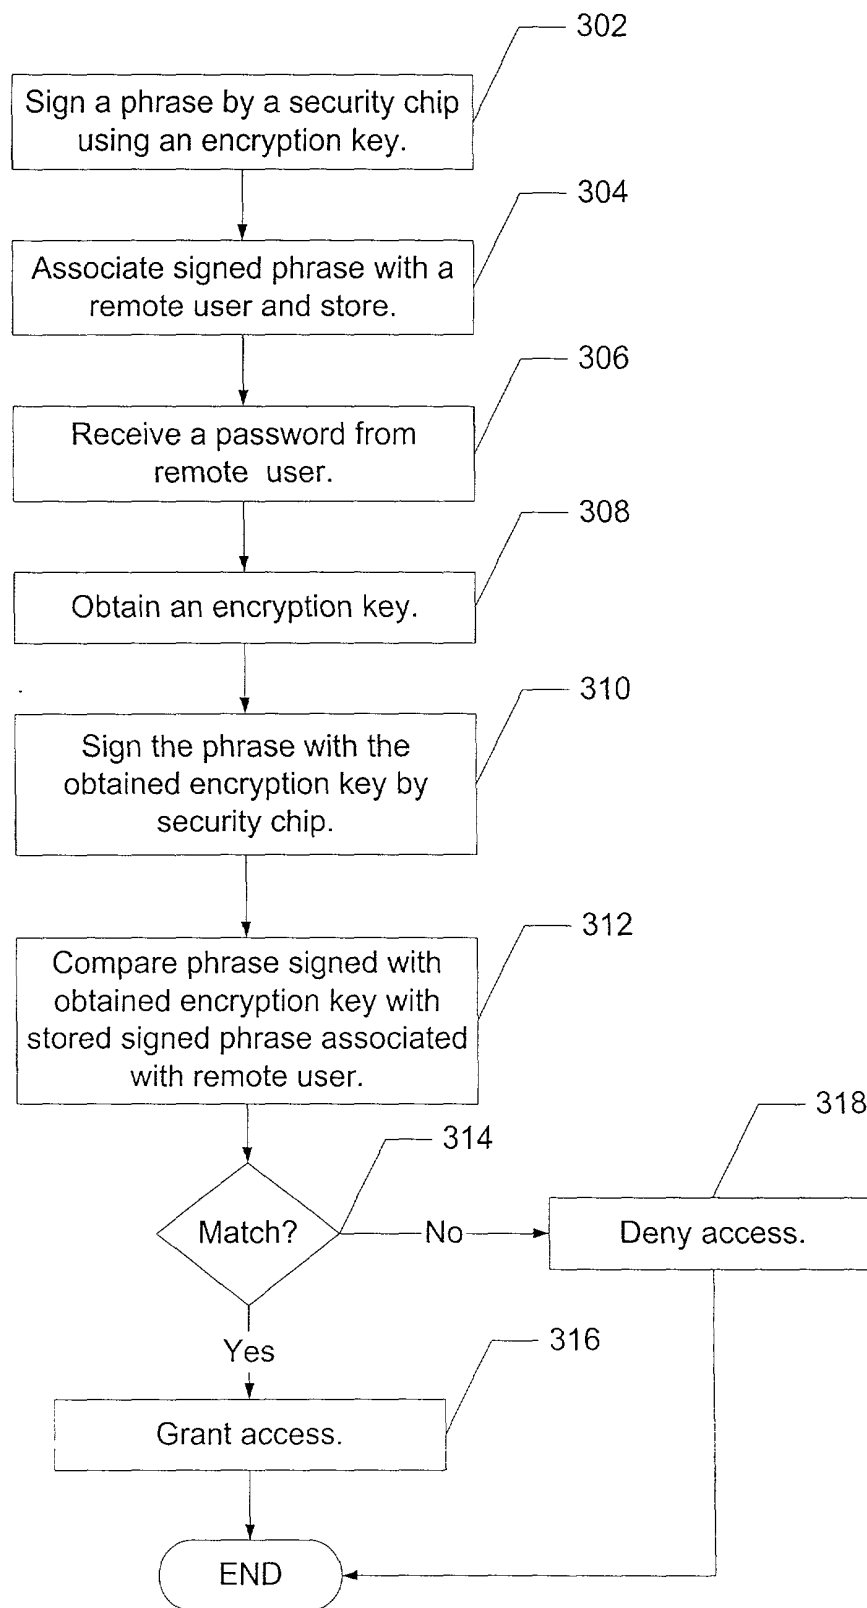 302
Sign a phrase by a security chip
using an encryption key.
304
Associate signed phrase with a
remote user and store.
306
Receive a password from
remote user.
308
Obtain an encryption key.
310
Sign the phrase with the
obtained encryption key by
security chip.
312
Compare phrase signed with
obtained encryption key with
stored signed phrase associated
with remote user.
314
318
Match?
No
Deny access.
Yes
316
Grant access.
END